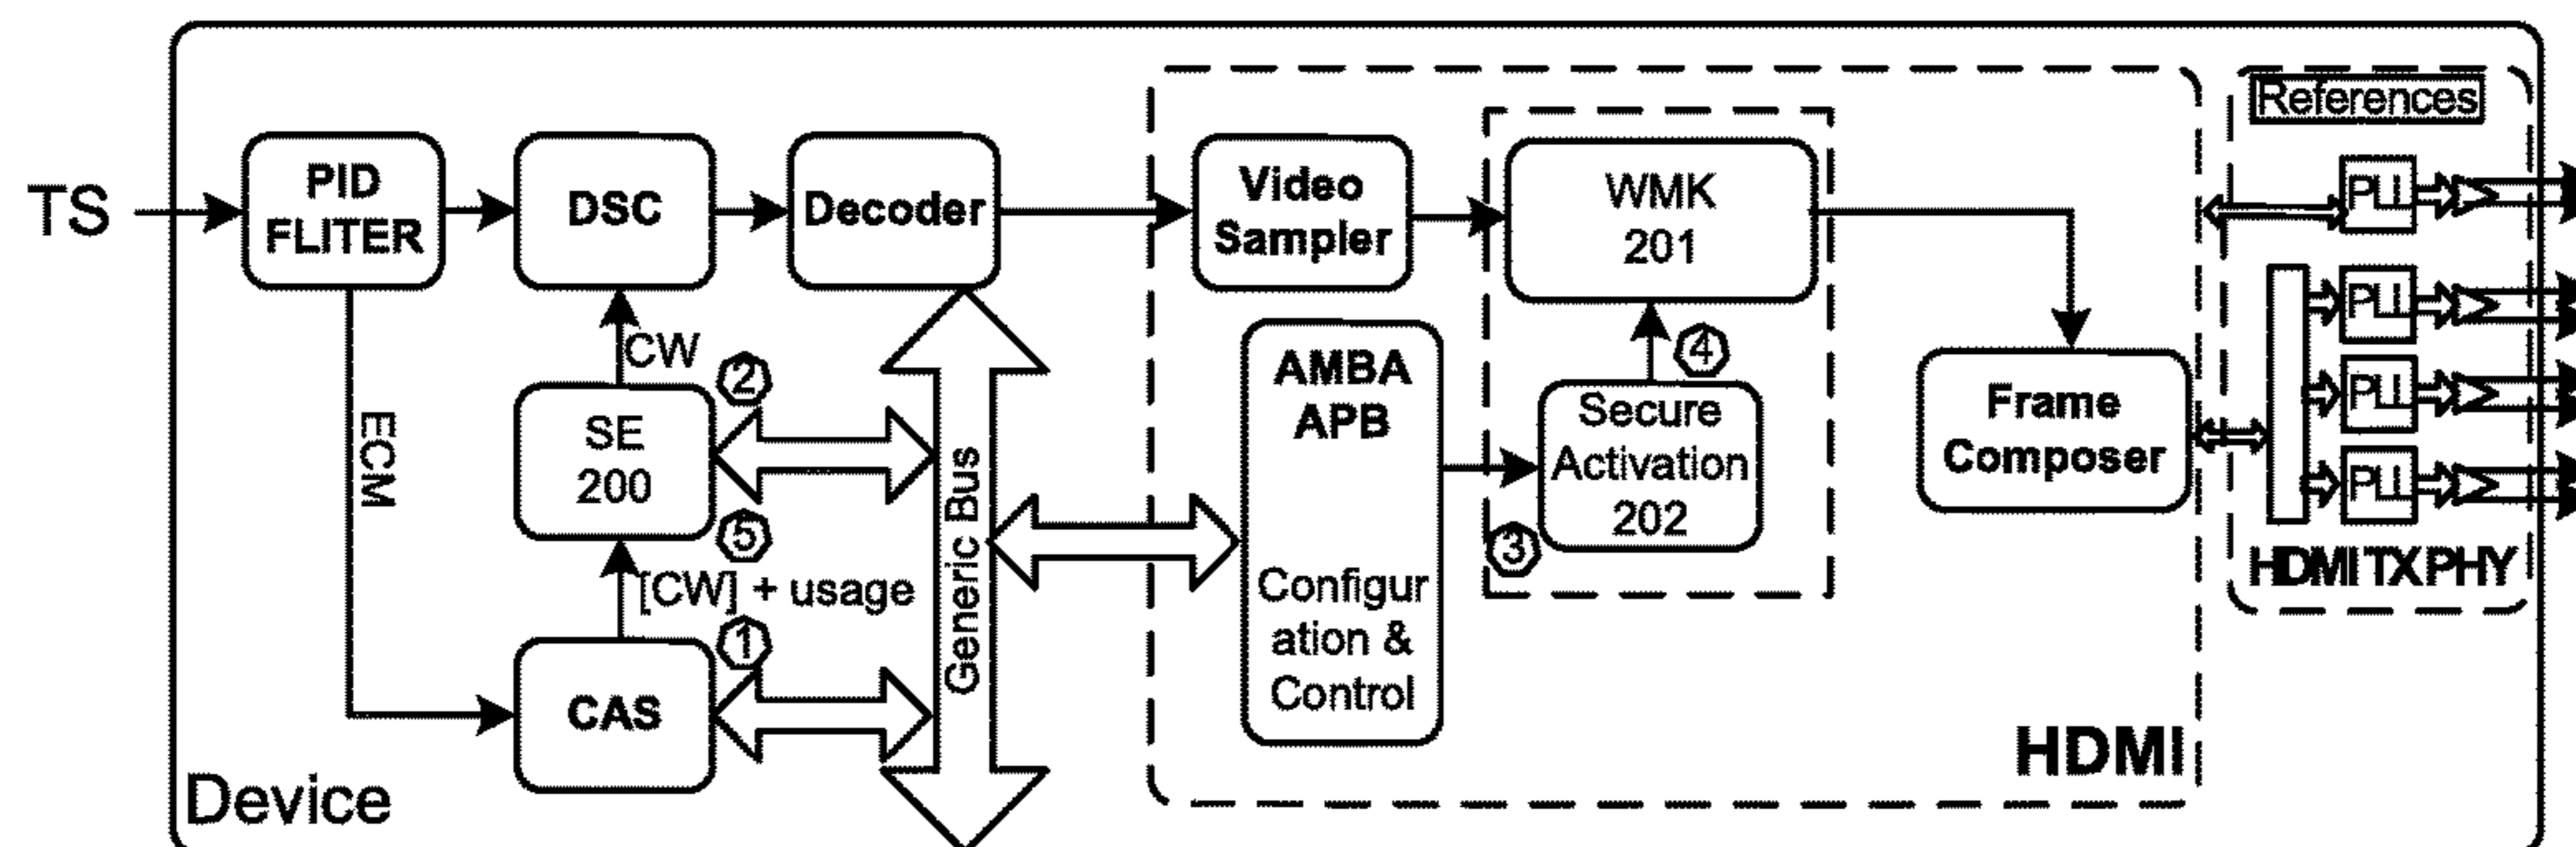 TS
PID
FLITER
DSC
Decoder
Video
Sampler
WMK
201
References
PLL
PLL
PLL
PLL
HDMI TX PHY
CW
ECM
SE
200
2
5
[CW] + usage
1
CAS
Generic Bus
AMBA
APB
Configur
ation &
Control
4
Secure
Activation
202
3
Frame
Composer
HDMI
Device